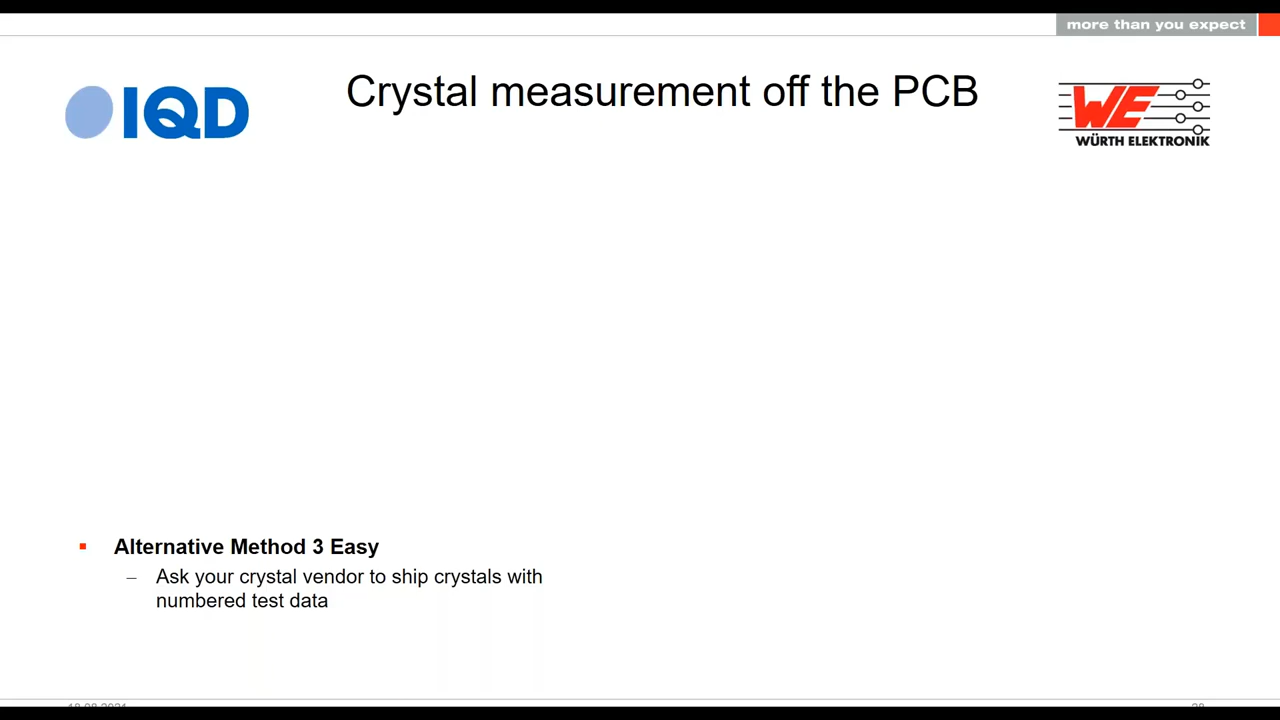 more than you expect
IQD
Crystal measurement off the PCB
WE
WÜRTH ELEKTRONIK
Alternative Method 3 Easy
– Ask your crystal vendor to ship crystals with
numbered test data